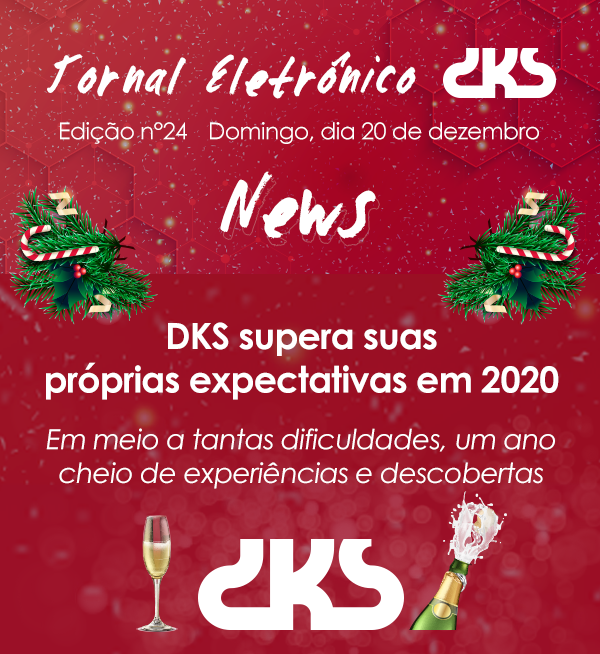 Jornal Eletrônico DKS
Edição nº24 Domingo, dia 20 de dezembro
News
DKS supera suas
próprias expectativas em 2020
Em meio a tantas dificuldades, um ano
cheio de experiências e descobertas
DKS